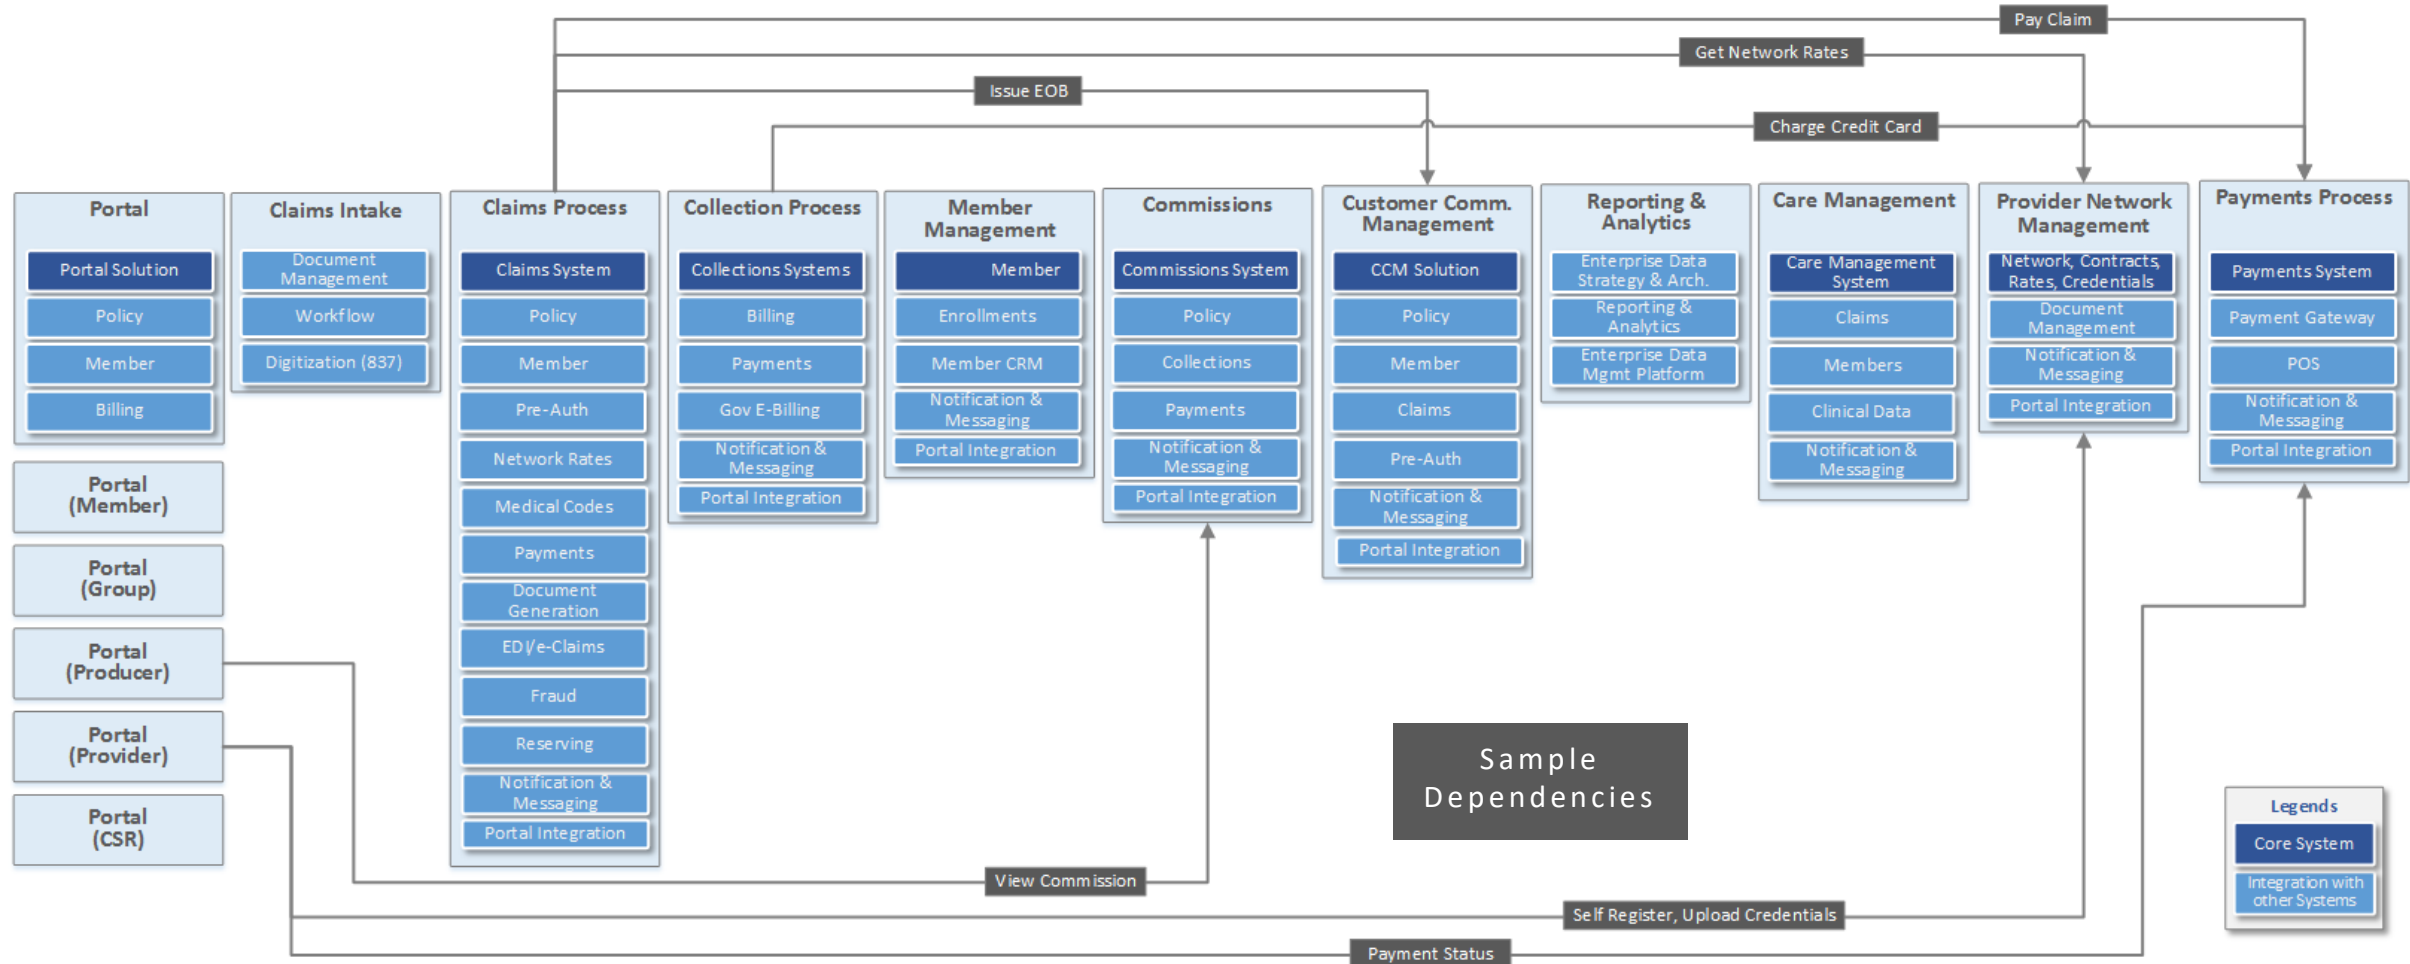 Pay Claim
Get Network Rates
Issue EOB
Charge Credit Card
Portal
Portal Solution
Policy
Member
Billing
Portal
(Member)
Portal
(Group)
Portal
(Producer)
Portal
(Provider)
Portal
(CSR)
Claims Intake
Document
Management
Workflow
Digitization (837)
Claims Process
Claims System
Policy
Member
Pre-Auth
Network Rates
Medical Codes
Payments
Document
Generation
EDI/e-Claims
Fraud
Reserving
Notification &
Messaging
Portal Integration
Collection Process
Collections Systems
Billing
Payments
Gov E-Billing
Notification &
Messaging
Portal Integration
Member
Management
Member
Enrollments
Member CRM
Notification &
Messaging
Portal Integration
Commissions
Commissions System
Policy
Collections
Payments
Notification &
Messaging
Portal Integration
Customer Comm.
Management
CCM Solution
Policy
Member
Claims
Pre-Auth
Notification &
Messaging
Portal Integration
Reporting &
Analytics
Enterprise Data
Strategy & Arch.
Reporting &
Analytics
Enterprise Data
Mgmt Platform
Care Management
Care Management
System
Claims
Members
Clinical Data
Notification &
Messaging
Provider Network
Management
Network, Contracts,
Rates, Credentials
Document
Management
Notification &
Messaging
Portal Integration
Payments Process
Payments System
Payment Gateway
POS
Notification &
Messaging
Portal Integration
Sample
Dependencies
Legends
Core System
Integration with
other Systems
View Commission
Self Register, Upload Credentials
Payment Status